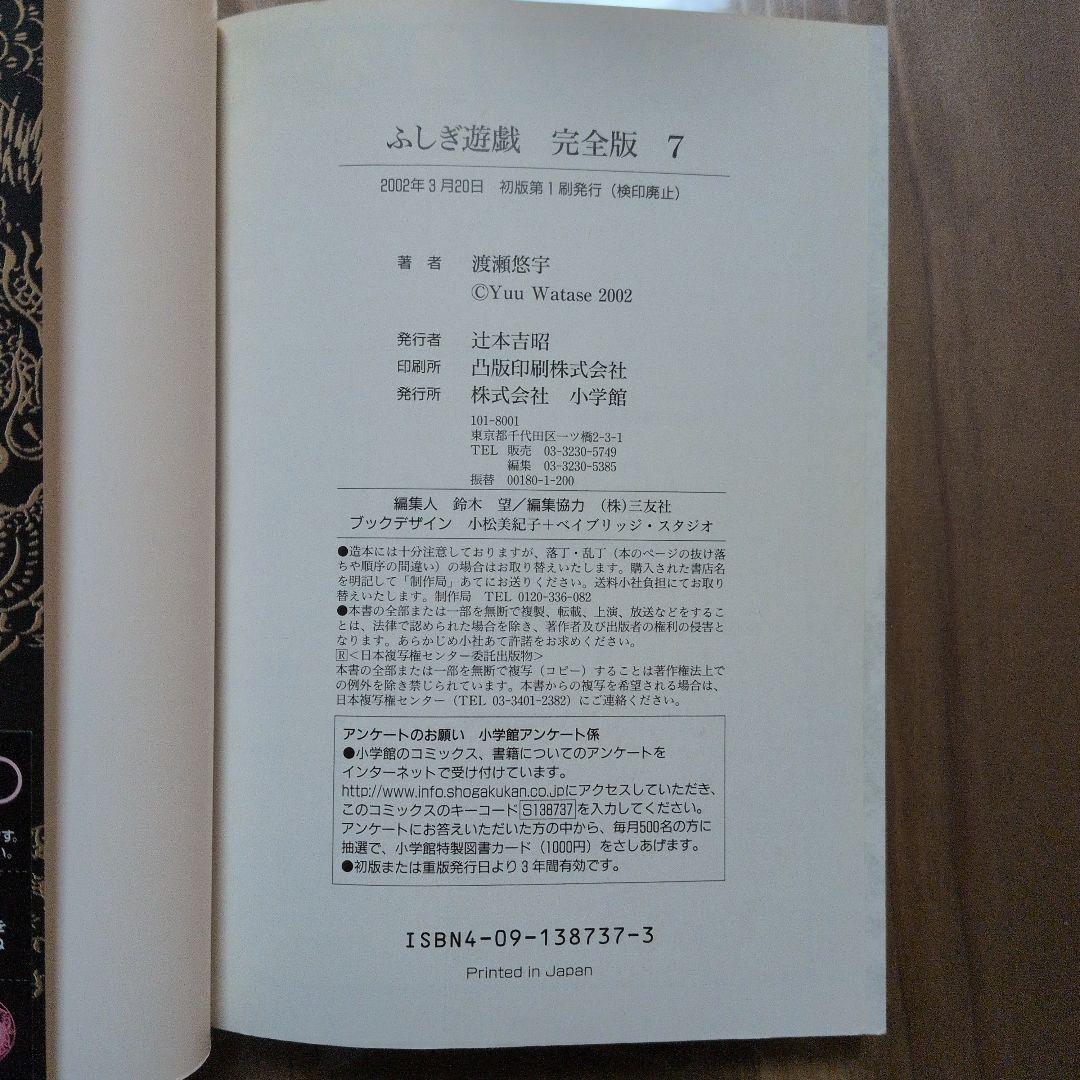 ふしぎ遊戯　完全版　7
2002年3月20日　初版第1刷発行（検印廃止）
著　者　渡瀬悠宇
©Yuu Watase 2002
発行者　辻本吉昭
印刷所　凸版印刷株式会社
発行所　株式会社　小学館
101-8001
東京都千代田区一ツ橋2-3-1
TEL　販売　03-3230-5749
編集　03-3230-5385
振替　00180-1-200
編集人　鈴木　望／編集協力　（株）三友社
ブックデザイン　小松美紀子＋ベイブリッジ・スタジオ
●造本には十分注意しておりますが、落丁・乱丁（本のページの抜け落
ちや順序の間違い）の場合はお取り替えいたします。購入された書店名
を明記して「制作局」あてにお送りください。送料小社負担にてお取り
替えいたします。制作局　TEL 0120-336-082
●本書の全部または一部を無断で複製、転載、上演、放送などをするこ
とは、法律で認められた場合を除き、著作者及び出版者の権利の侵害と
なります。あらかじめ小社あて許諾をお求めください。
Ⓡ＜日本複写権センター委託出版物＞
本書の全部または一部を無断で複写（コピー）することは著作権法上で
の例外を除き禁じられています。本書からの複写を希望される場合は、
日本複写権センター（TEL 03-3401-2382）にご連絡ください。
アンケートのお願い　小学館アンケート係
●小学館のコミックス、書籍についてのアンケートを
インターネットで受け付けています。
http://www.info.shogakukan.co.jpにアクセスしていただき、
このコミックスのキーコードS138737を入力してください。
アンケートにお答えいただいた方の中から、毎月500名の方に
抽選で、小学館特製図書カード（1000円）をさしあげます。
●初版または重版発行日より3年間有効です。
ISBN4-09-138737-3
Printed in Japan